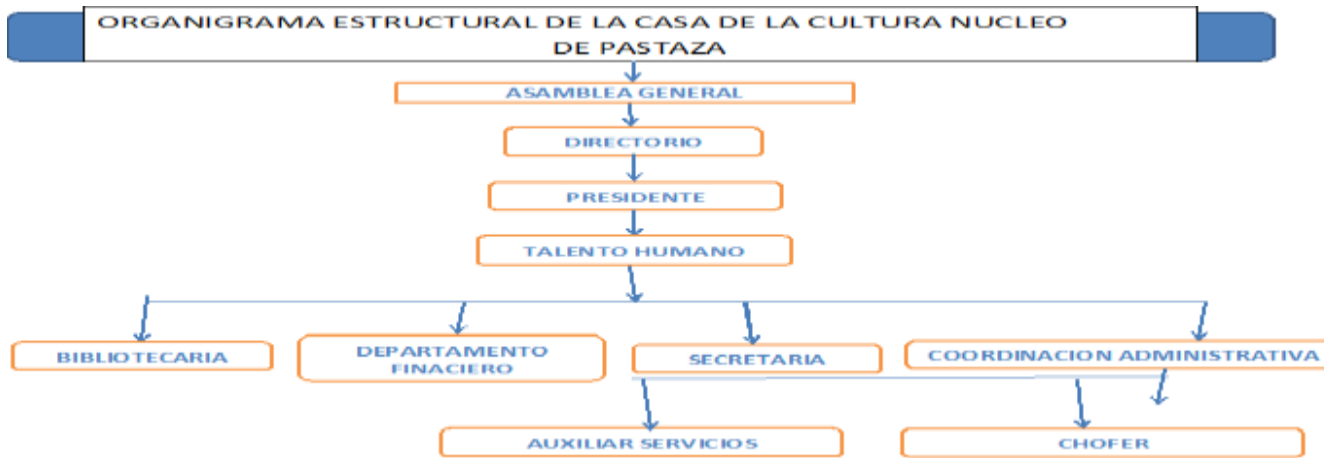 ORGANIGRAMA ESTRUCTURAL DE LA CASA DE LA CULTURA NUCLEO
DE PASTAZA
ASAMBLEA GENERAL
DIRECTORIO
PRESIDENTE
TALENTO HUMANO
BIBLIOTECARIA
DEPARTAMENTO
FINACIERO
SECRETARIA
COORDINACION ADMINISTRATIVA
AUXILIAR SERVICIOS
CHOFER